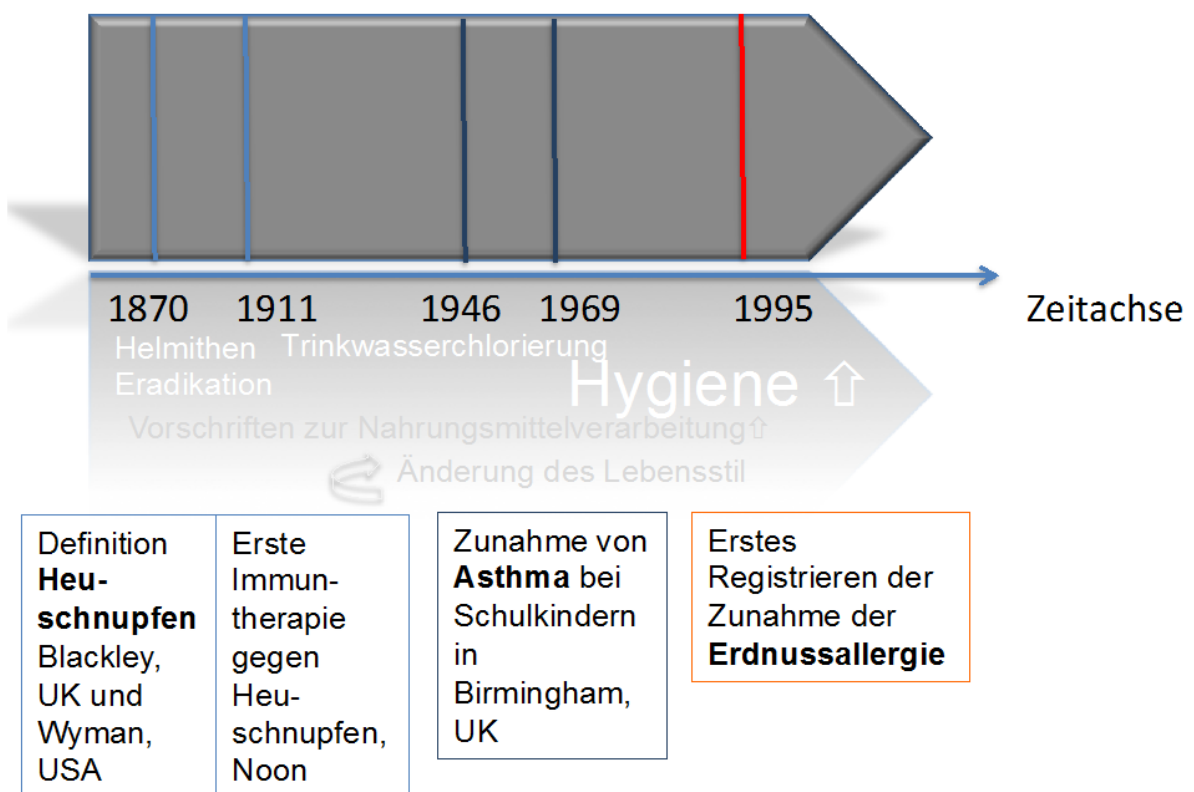 1870 1911 1946 1969 1995 Zeitachse
Helmithen
Eradikation
Trinkwasserchlorierung
Hygiene ⇧
Vorschriften zur Nahrungsmittelverarbeitung⇧
Änderung des Lebensstil
Definition
Heu-
schnupfen
Blackley,
UK und
Wyman,
USA
Erste
Immun-
therapie
gegen
Heu-
schnupfen,
Noon
Zunahme von
Asthma bei
Schulkindern
in
Birmingham,
UK
Erstes
Registrieren der
Zunahme der
Erdnussallergie